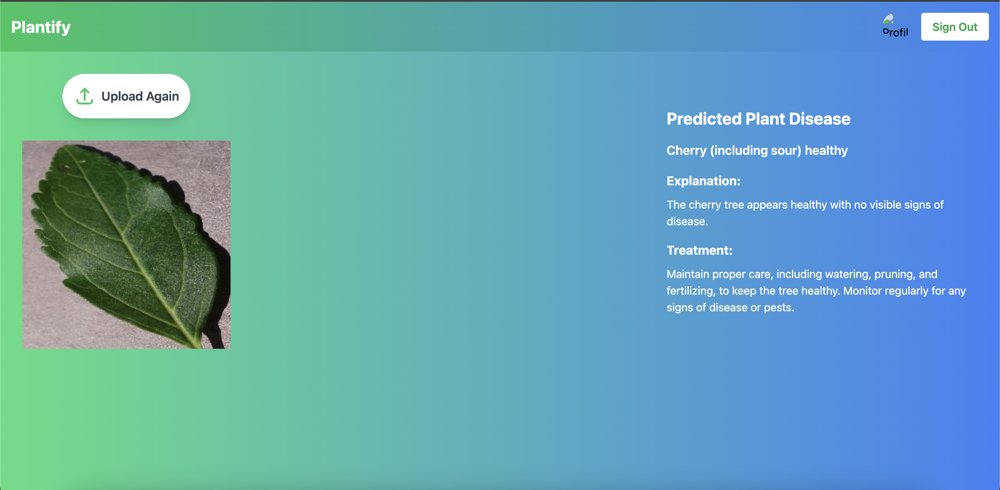 Plantify
Profil
Sign Out
Upload Again
Predicted Plant Disease
Cherry (including sour) healthy
Explanation:
The cherry tree appears healthy with no visible signs of
disease.
Treatment:
Maintain proper care, including watering, pruning, and
fertilizing, to keep the tree healthy. Monitor regularly for any
signs of disease or pests.